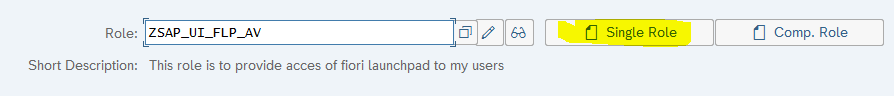 Role: ZSAP_UI_FLP_AV Single Role Comp. Role
Short Description: This role is to provide acces of fiori launchpad to my users